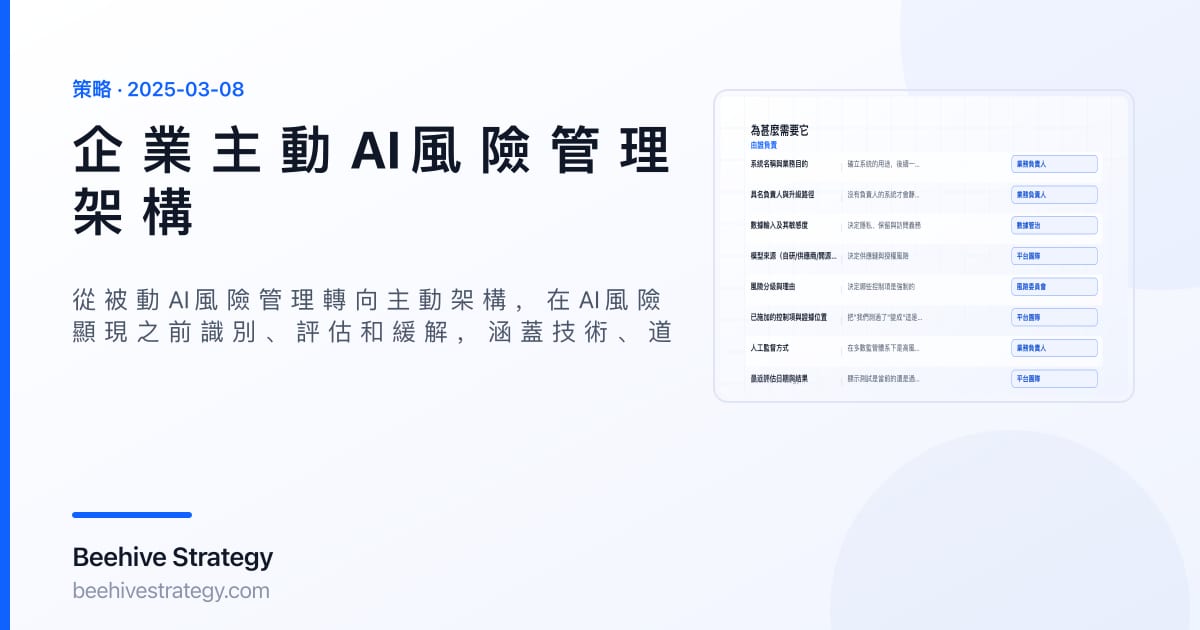 策略 · 2025-03-08
企業主動AI風險管理
架構
從被動AI風險管理轉向主動架構，在AI風險
顯現之前識別、評估和緩解，涵蓋技術、道
為甚麼需要它
由誰負責
系統名稱與業務目的 確立系統的用途，後續一... 業務負責人
具名負責人與升級路徑 沒有負責人的系統才會靜... 業務負責人
數據輸入及其敏感度 決定隱私、保留與訪問義務 數據管治
模型來源（自研/供應商/開源... 決定供應鏈與授權風險 平台團隊
風險分級與理由 決定哪些控制項是強制的 風險委員會
已施加的控制項與證據位置 把"我們測過了"變成"這是... 平台團隊
人工監督方式 在多數監管體系下是高風... 業務負責人
最近評估日期與結果 顯示測試是當前的還是過... 平台團隊
Beehive Strategy
beehivestrategy.com